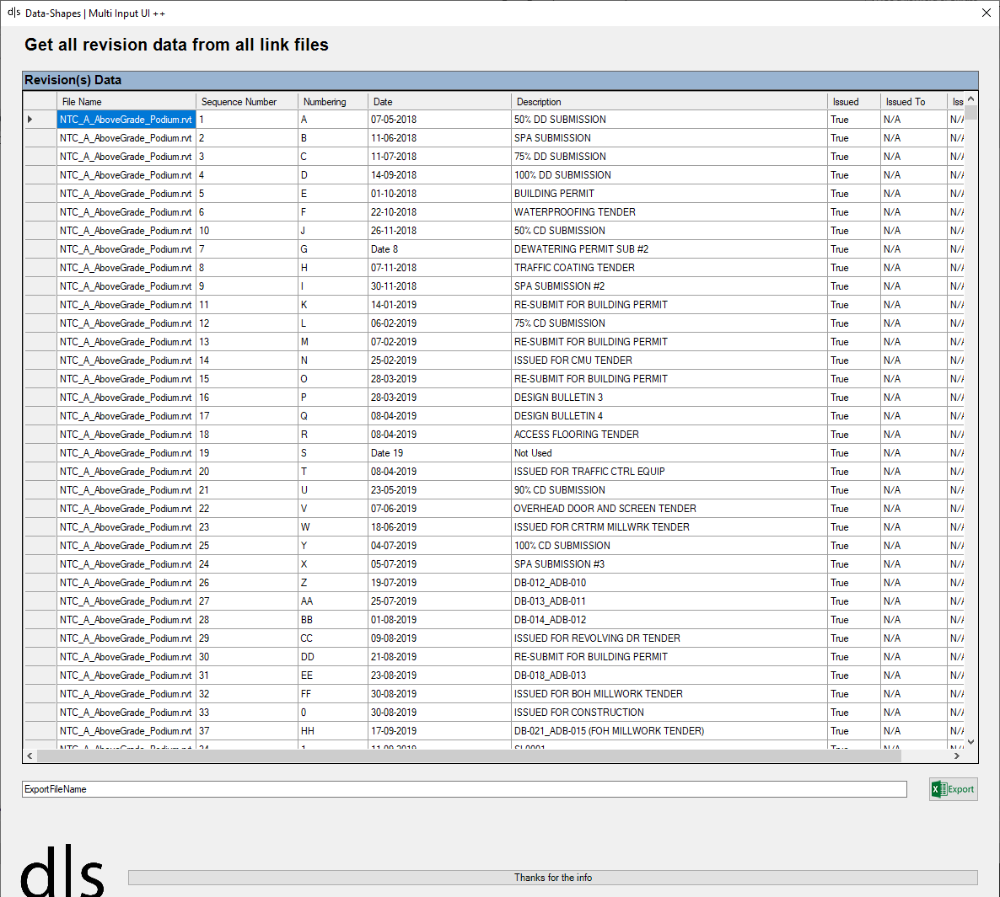 d|s Data-Shapes | Multi Input UI ++
Get all revision data from all link files
Revision(s) Data
File Name Sequence Number Numbering Date Description Issued Issued To Iss
NTC_A_AboveGrade_Podium.rvt 1 A 07-05-2018 50% DD SUBMISSION True N/A N/A
NTC_A_AboveGrade_Podium.rvt 2 B 11-06-2018 SPA SUBMISSION True N/A N/A
NTC_A_AboveGrade_Podium.rvt 3 C 11-07-2018 75% DD SUBMISSION True N/A N/A
NTC_A_AboveGrade_Podium.rvt 4 D 14-09-2018 100% DD SUBMISSION True N/A N/A
NTC_A_AboveGrade_Podium.rvt 5 E 01-10-2018 BUILDING PERMIT True N/A N/A
NTC_A_AboveGrade_Podium.rvt 6 F 22-10-2018 WATERPROOFING TENDER True N/A N/A
NTC_A_AboveGrade_Podium.rvt 10 J 26-11-2018 50% CD SUBMISSION True N/A N/A
NTC_A_AboveGrade_Podium.rvt 7 G Date 8 DEWATERING PERMIT SUB #2 True N/A N/A
NTC_A_AboveGrade_Podium.rvt 8 H 07-11-2018 TRAFFIC COATING TENDER True N/A N/A
NTC_A_AboveGrade_Podium.rvt 9 I 30-11-2018 SPA SUBMISSION #2 True N/A N/A
NTC_A_AboveGrade_Podium.rvt 11 K 14-01-2019 RE-SUBMIT FOR BUILDING PERMIT True N/A N/A
NTC_A_AboveGrade_Podium.rvt 12 L 06-02-2019 75% CD SUBMISSION True N/A N/A
NTC_A_AboveGrade_Podium.rvt 13 M 07-02-2019 RE-SUBMIT FOR BUILDING PERMIT True N/A N/A
NTC_A_AboveGrade_Podium.rvt 14 N 25-02-2019 ISSUED FOR CMU TENDER True N/A N/A
NTC_A_AboveGrade_Podium.rvt 15 O 28-03-2019 RE-SUBMIT FOR BUILDING PERMIT True N/A N/A
NTC_A_AboveGrade_Podium.rvt 16 P 28-03-2019 DESIGN BULLETIN 3 True N/A N/A
NTC_A_AboveGrade_Podium.rvt 17 Q 08-04-2019 DESIGN BULLETIN 4 True N/A N/A
NTC_A_AboveGrade_Podium.rvt 18 R 08-04-2019 ACCESS FLOORING TENDER True N/A N/A
NTC_A_AboveGrade_Podium.rvt 19 S Date 19 Not Used True N/A N/A
NTC_A_AboveGrade_Podium.rvt 20 T 08-04-2019 ISSUED FOR TRAFFIC CTRL EQUIP True N/A N/A
NTC_A_AboveGrade_Podium.rvt 21 U 23-05-2019 90% CD SUBMISSION True N/A N/A
NTC_A_AboveGrade_Podium.rvt 22 V 07-06-2019 OVERHEAD DOOR AND SCREEN TENDER True N/A N/A
NTC_A_AboveGrade_Podium.rvt 23 W 18-06-2019 ISSUED FOR CRTRM MILLWRK TENDER True N/A N/A
NTC_A_AboveGrade_Podium.rvt 25 Y 04-07-2019 100% CD SUBMISSION True N/A N/A
NTC_A_AboveGrade_Podium.rvt 24 X 05-07-2019 SPA SUBMISSION #3 True N/A N/A
NTC_A_AboveGrade_Podium.rvt 26 Z 19-07-2019 DB-012_ADB-010 True N/A N/A
NTC_A_AboveGrade_Podium.rvt 27 AA 25-07-2019 DB-013_ADB-011 True N/A N/A
NTC_A_AboveGrade_Podium.rvt 28 BB 01-08-2019 DB-014_ADB-012 True N/A N/A
NTC_A_AboveGrade_Podium.rvt 29 CC 09-08-2019 ISSUED FOR REVOLVING DR TENDER True N/A N/A
NTC_A_AboveGrade_Podium.rvt 30 DD 21-08-2019 RE-SUBMIT FOR BUILDING PERMIT True N/A N/A
NTC_A_AboveGrade_Podium.rvt 31 EE 23-08-2019 DB-018_ADB-013 True N/A N/A
NTC_A_AboveGrade_Podium.rvt 32 FF 30-08-2019 ISSUED FOR BOH MILLWORK TENDER True N/A N/A
NTC_A_AboveGrade_Podium.rvt 33 0 30-08-2019 ISSUED FOR CONSTRUCTION True N/A N/A
NTC_A_AboveGrade_Podium.rvt 37 HH 17-09-2019 DB-021_ADB-015 (FOH MILLWORK TENDER) True N/A N/A
NTC_A_AboveGrade_Podium.rvt 34 1 11-09-2019 SI-0001 True N/A N/A
ExportFileName
Export
d|s
Thanks for the info